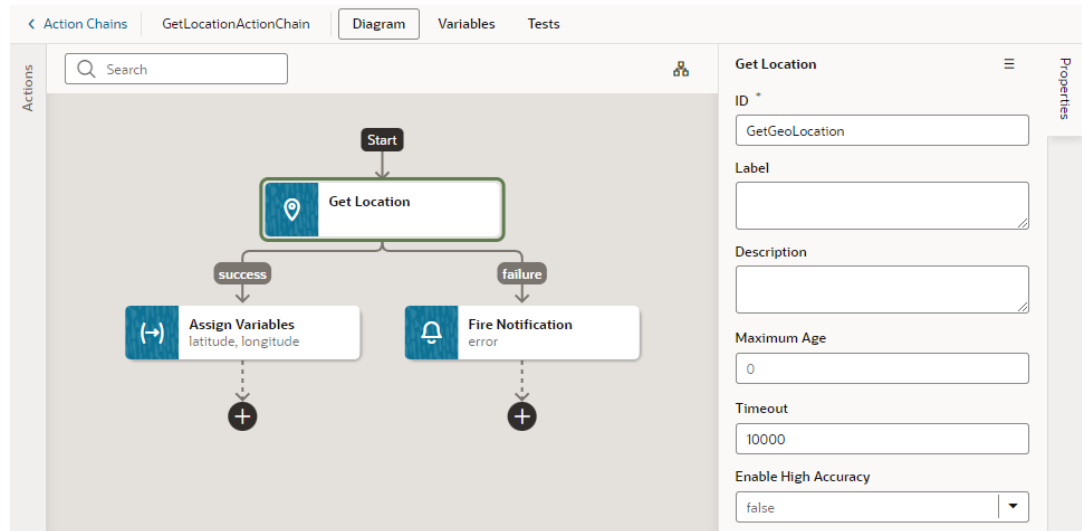 Action Chains
GetLocationActionChain
Diagram
Variables
Tests
Actions
Search
Start
Get Location
success
failure
Assign Variables
latitude, longitude
Fire Notification
error
Get Location
ID *
GetGeoLocation
Label
Description
Maximum Age
0
Timeout
10000
Enable High Accuracy
false
Properties